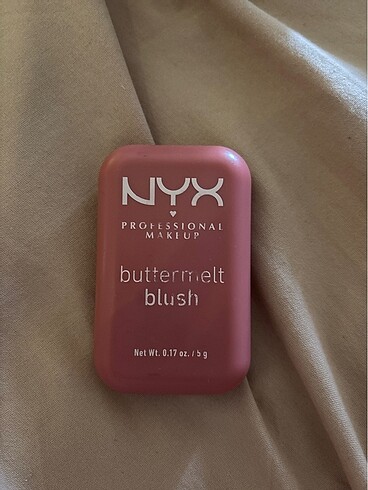 NYX
PROFESSIONAL
MAKEUP
buttermelt
blush
Net Wt. 0.17 oz. / 5 g